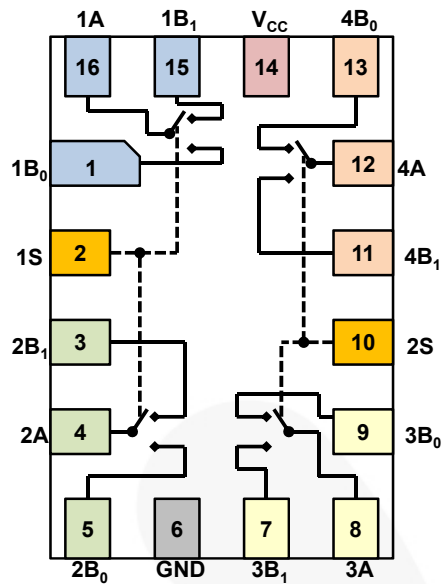 1A 1B₁ V_CC 4B₀
16 15 14 13
1B₀ 1 12 4A
1S 2 11 4B₁
2B₁ 3 10 2S
2A 4 9 3B₀
5 6 7 8
2B₀ GND 3B₁ 3A